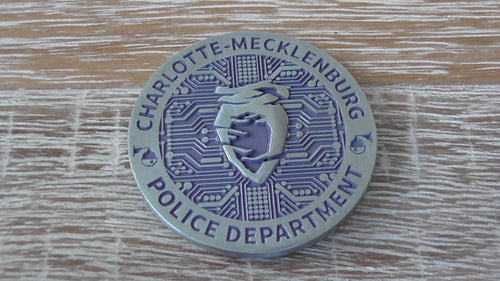 CHARLOTTE-MECKLENBURG
POLICE DEPARTMENT